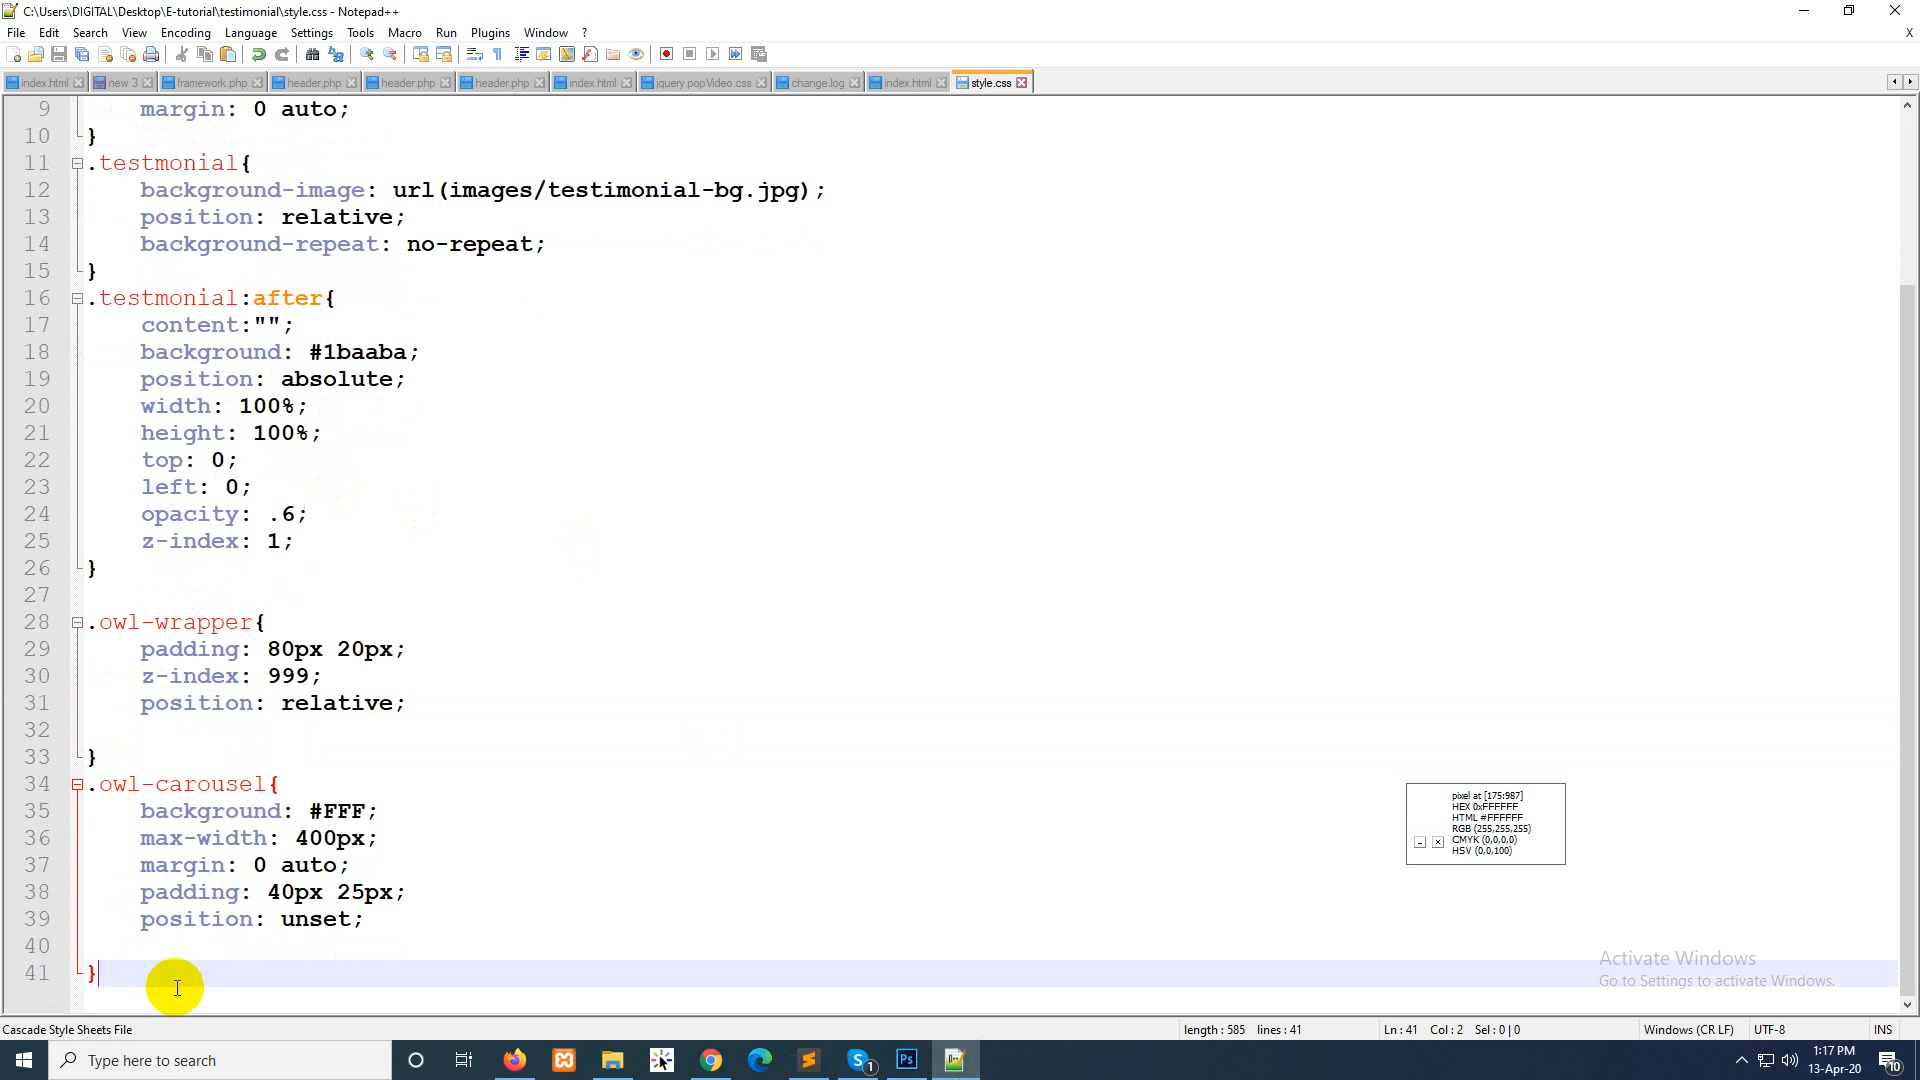 C:\Users\DIGITAL\Desktop\E-tutorial\testimonial\style.css - Notepad++
File Edit Search View Encoding Language Settings Tools Macro Run Plugins Window ? X
index.html new 3 framework.php header.php header.php header.php index.html jquery.popVideo.css change.log index.html style.css
9 margin: 0 auto;
10 }
11 .testmonial{
12 background-image: url(images/testimonial-bg.jpg);
13 position: relative;
14 background-repeat: no-repeat;
15 }
16 .testmonial:after{
17 content:"";
18 background: #1baaba;
19 position: absolute;
20 width: 100%;
21 height: 100%;
22 top: 0;
23 left: 0;
24 opacity: .6;
25 z-index: 1;
26 }
27
28 .owl-wrapper{
29 padding: 80px 20px;
30 z-index: 999;
31 position: relative;
32
33 }
34 .owl-carousel{
35 background: #FFF;
36 max-width: 400px;
37 margin: 0 auto;
38 padding: 40px 25px;
39 position: unset;
40
41 }
pixel at [175:987]
HEX 0xFFFFFF
HTML #FFFFFF
RGB (255,255,255)
CMYK (0,0,0,0)
HSV (0,0,100)
Activate Windows
Go to Settings to activate Windows.
Cascade Style Sheets File length : 585 lines : 41 Ln : 41 Col : 2 Sel : 0 | 0 Windows (CR LF) UTF-8 INS
Type here to search
1
Ps
1:17 PM
13-Apr-20
10